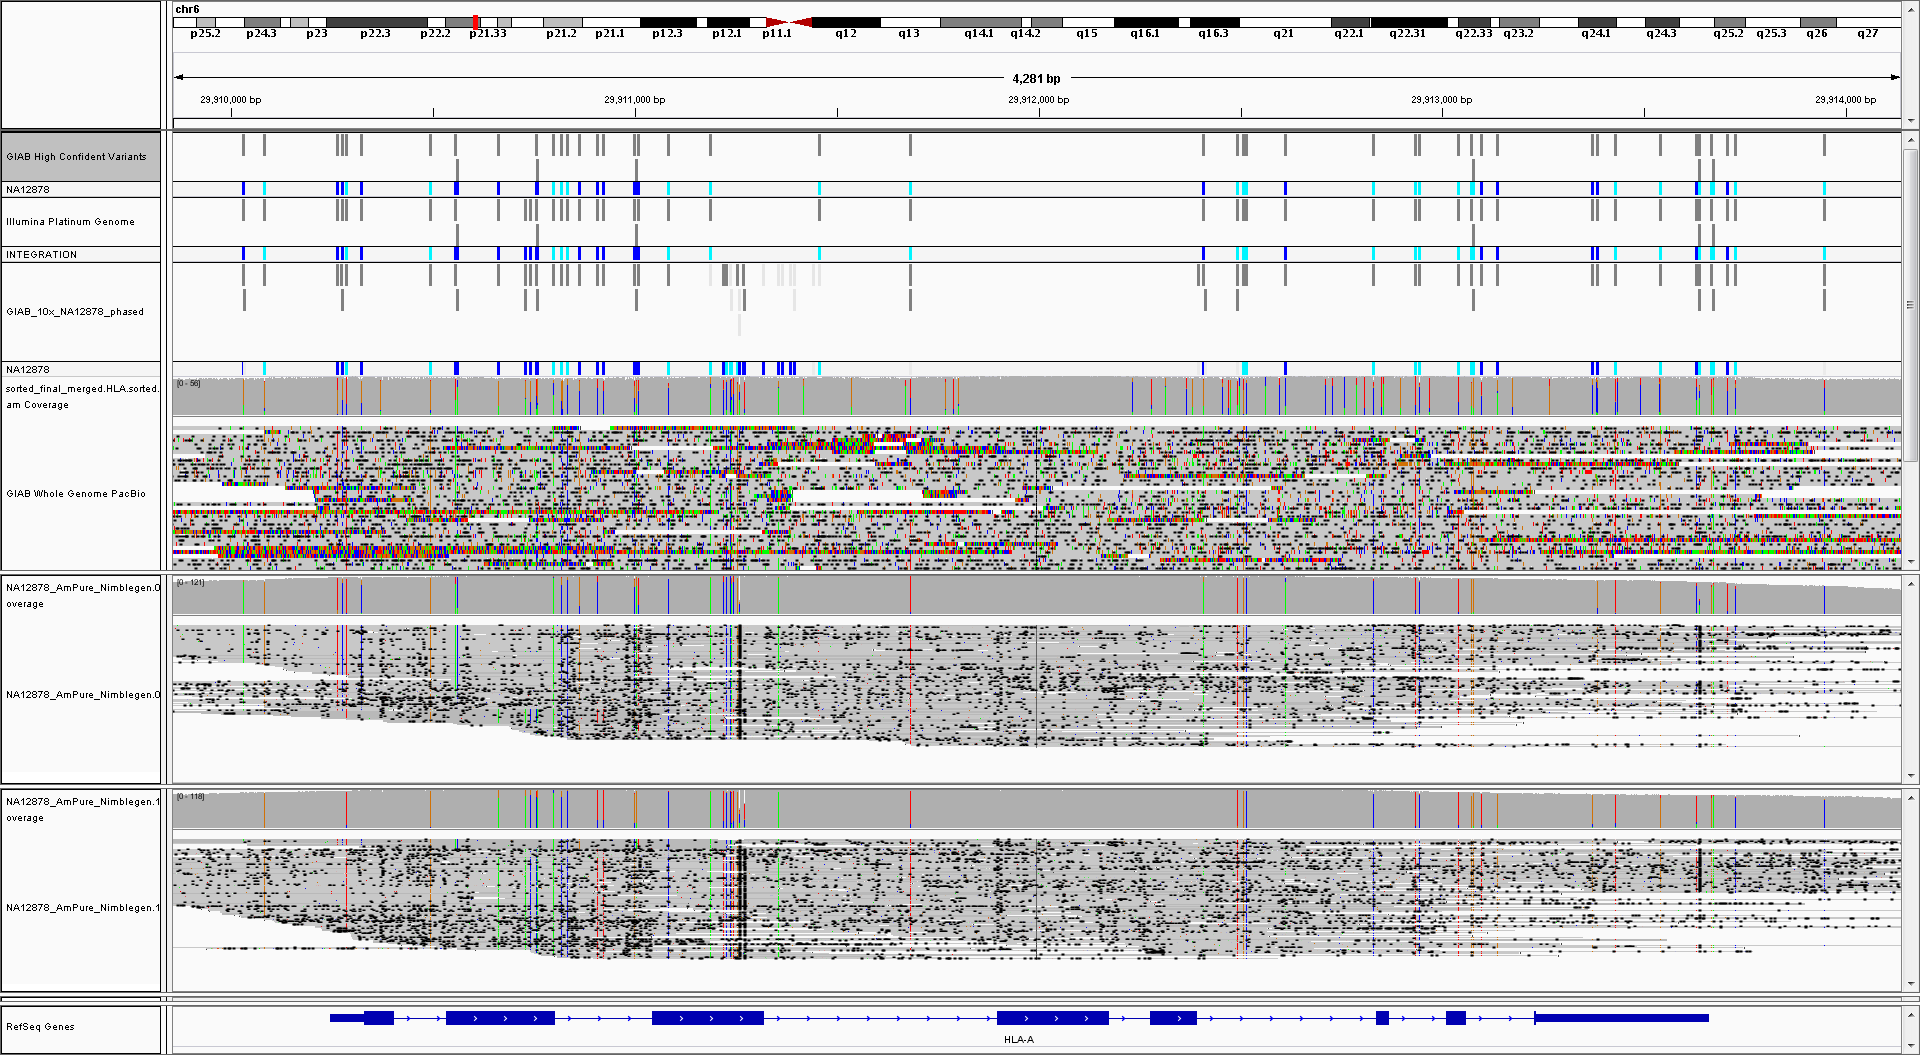 chr6
p25.2 p24.3 p23 p22.3 p22.2 p21.33 p21.2 p21.1 p12.3 p12.1 p11.1 q12 q13 q14.1 q14.2 q15 q16.1 q16.3 q21 q22.1 q22.31 q22.33 q23.2 q24.1 q24.3 q25.2 q25.3 q26 q27
4,281 bp
29,910,000 bp 29,911,000 bp 29,912,000 bp 29,913,000 bp 29,914,000 bp
GIAB High Confident Variants
NA12878
Illumina Platinum Genome
INTEGRATION
GIAB_10x_NA12878_phased
NA12878
sorted_final_merged.HLA.sorted.
am Coverage
[0 - 56]
GIAB Whole Genome PacBio
NA12878_AmPure_Nimblegen.0
overage
[0 - 121]
NA12878_AmPure_Nimblegen.0
NA12878_AmPure_Nimblegen.1
overage
[0 - 118]
NA12878_AmPure_Nimblegen.1
RefSeq Genes
HLA-A